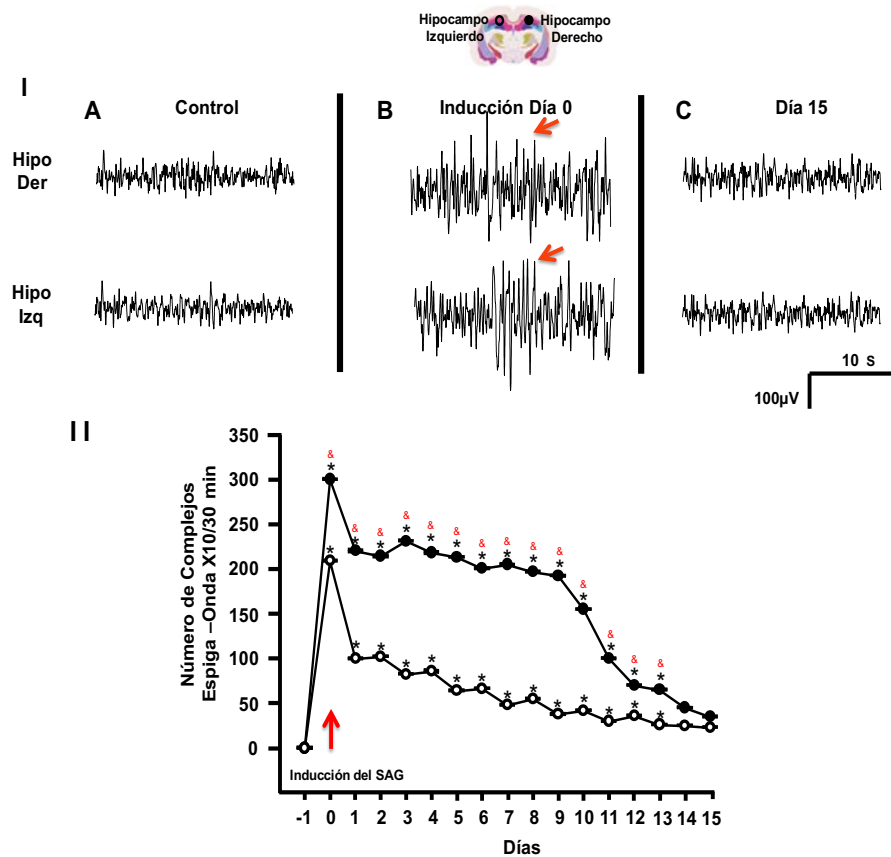 Hipocampo Izquierdo
Hipocampo Derecho
I
A Control
B Inducción Día 0
C Día 15
Hipo Der
Hipo Izq
10 S
100µV
II
Número de Complejos
Espiga –Onda X10/30 min
350
300
250
200
150
100
50
0
& & & & & & & & & & & & & &
* * * * * * * * * * * * * *
* * * * * * * * * * * * * *
Inducción del SAG
-1 0 1 2 3 4 5 6 7 8 9 10 11 12 13 14 15
Días